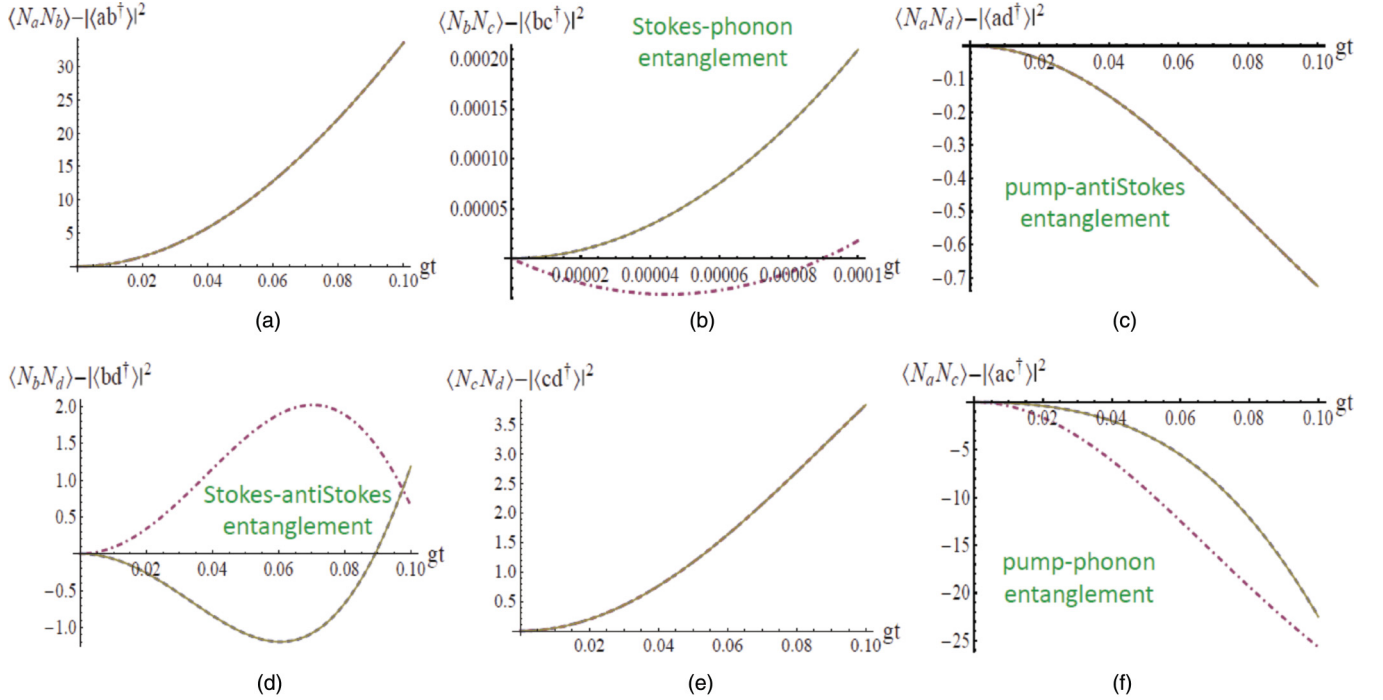 ⟨NₐN_b⟩−|⟨ab†⟩|²
30
25
20
15
10
5
0.02 0.04 0.06 0.08 0.10
gt
(a)
⟨N_bN_c⟩−|⟨bc†⟩|²
Stokes-phonon
entanglement
0.00020
0.00015
0.00010
0.00005
0.00002 0.00004 0.00006 0.00008 0.0001
gt
(b)
⟨NₐN_d⟩−|⟨ad†⟩|²
gt
0.02 0.04 0.06 0.08 0.10
−0.1
−0.2
−0.3
−0.4
−0.5
−0.6
−0.7
pump-antiStokes
entanglement
(c)
⟨N_bN_d⟩−|⟨bd†⟩|²
2.0
1.5
1.0
0.5
−0.5
−1.0
Stokes-antiStokes
entanglement
0.02 0.04 0.06 0.08 0.10
gt
(d)
⟨N_cN_d⟩−|⟨cd†⟩|²
3.5
3.0
2.5
2.0
1.5
1.0
0.5
0.02 0.04 0.06 0.08 0.10
gt
(e)
⟨NₐN_c⟩−|⟨ac†⟩|²
gt
0.02 0.04 0.06 0.08 0.10
−5
−10
−15
−20
−25
pump-phonon
entanglement
(f)